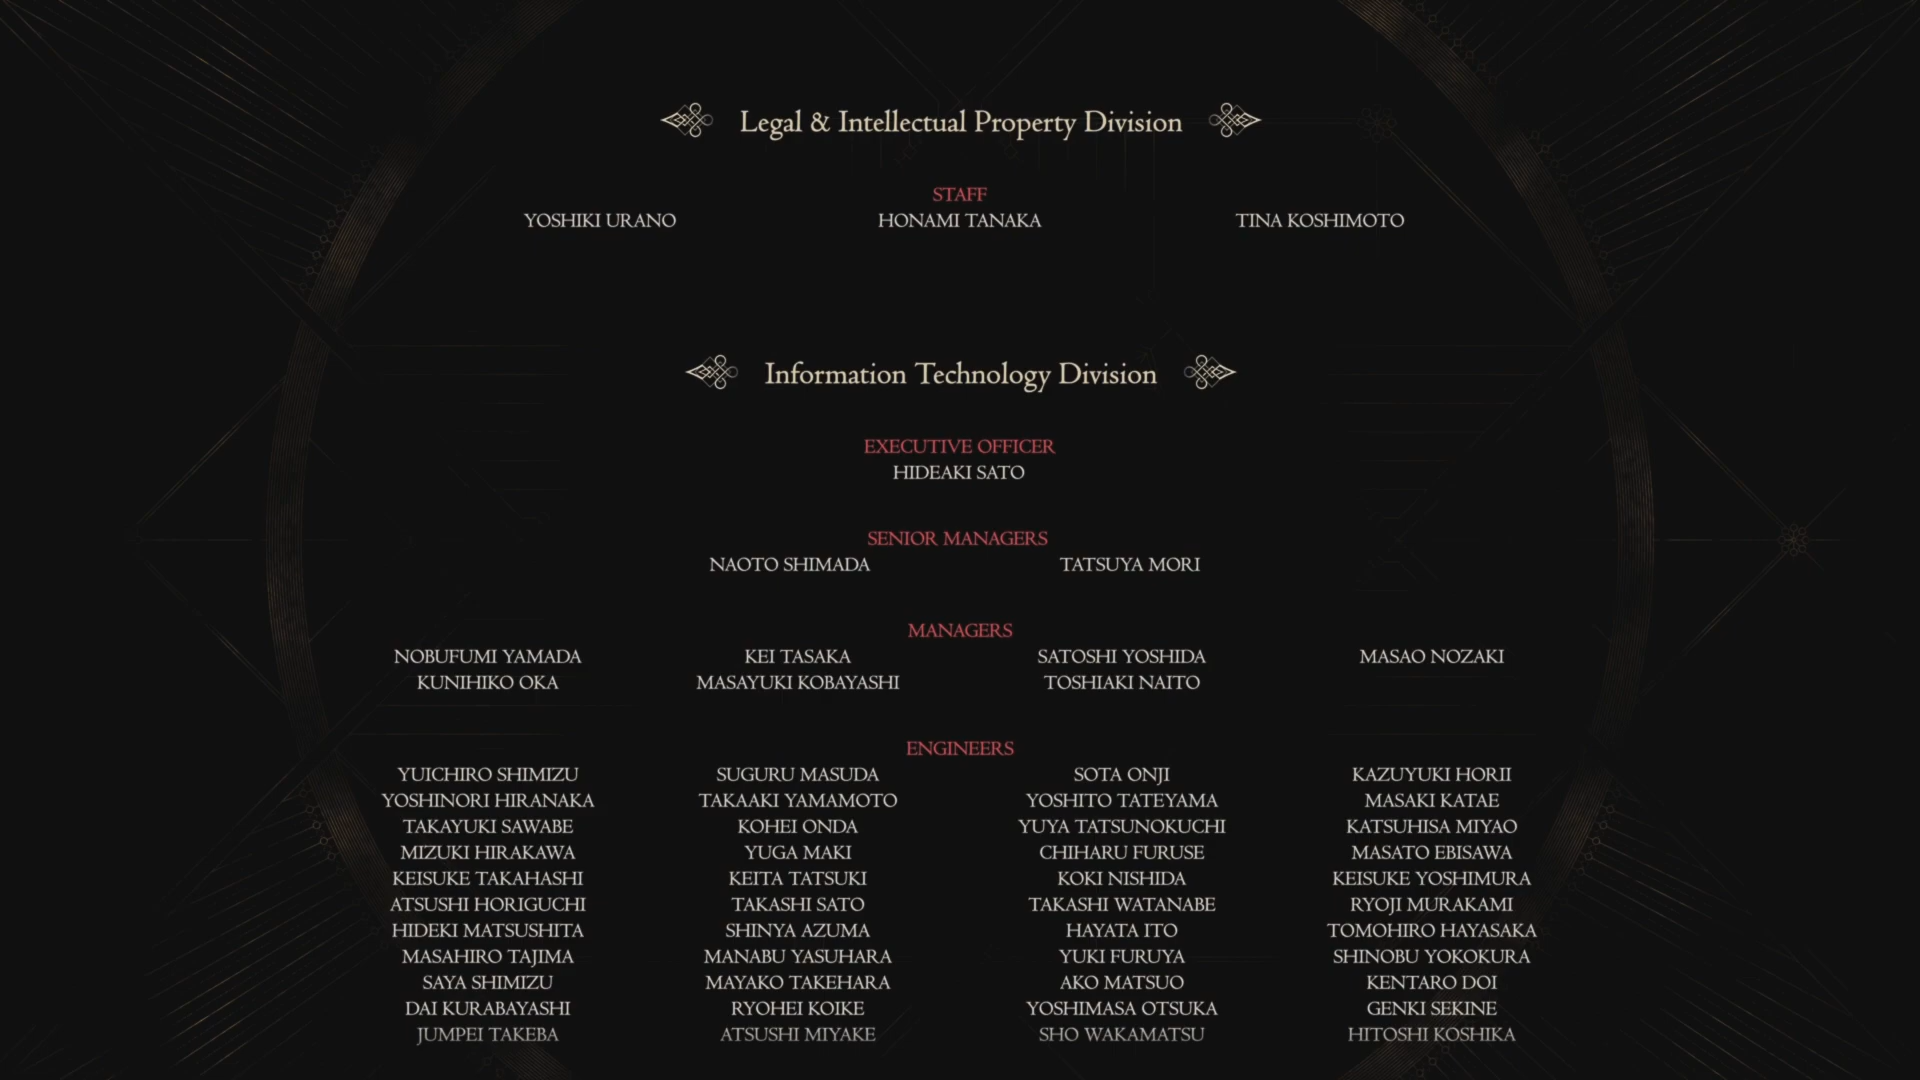 Legal & Intellectual Property Division
STAFF
YOSHIKI URANO HONAMI TANAKA TINA KOSHIMOTO
Information Technology Division
EXECUTIVE OFFICER
HIDEAKI SATO
SENIOR MANAGERS
NAOTO SHIMADA TATSUYA MORI
MANAGERS
NOBUFUMI YAMADA KEI TASAKA SATOSHI YOSHIDA MASAO NOZAKI
KUNIHIKO OKA MASAYUKI KOBAYASHI TOSHIAKI NAITO
ENGINEERS
YUICHIRO SHIMIZU SUGURU MASUDA SOTA ONJI KAZUYUKI HORII
YOSHINORI HIRANAKA TAKAAKI YAMAMOTO YOSHITO TATEYAMA MASAKI KATAE
TAKAYUKI SAWABE KOHEI ONDA YUYA TATSUNOKUCHI KATSUHISA MIYAO
MIZUKI HIRAKAWA YUGA MAKI CHIHARU FURUSE MASATO EBISAWA
KEISUKE TAKAHASHI KEITA TATSUKI KOKI NISHIDA KEISUKE YOSHIMURA
ATSUSHI HORIGUCHI TAKASHI SATO TAKASHI WATANABE RYOJI MURAKAMI
HIDEKI MATSUSHITA SHINYA AZUMA HAYATA ITO TOMOHIRO HAYASAKA
MASAHIRO TAJIMA MANABU YASUHARA YUKI FURUYA SHINOBU YOKOKURA
SAYA SHIMIZU MAYAKO TAKEHARA AKO MATSUO KENTARO DOI
DAI KURABAYASHI RYOHEI KOIKE YOSHIMASA OTSUKA GENKI SEKINE
JUMPEI TAKEBA ATSUSHI MIYAKE SHO WAKAMATSU HITOSHI KOSHIKA